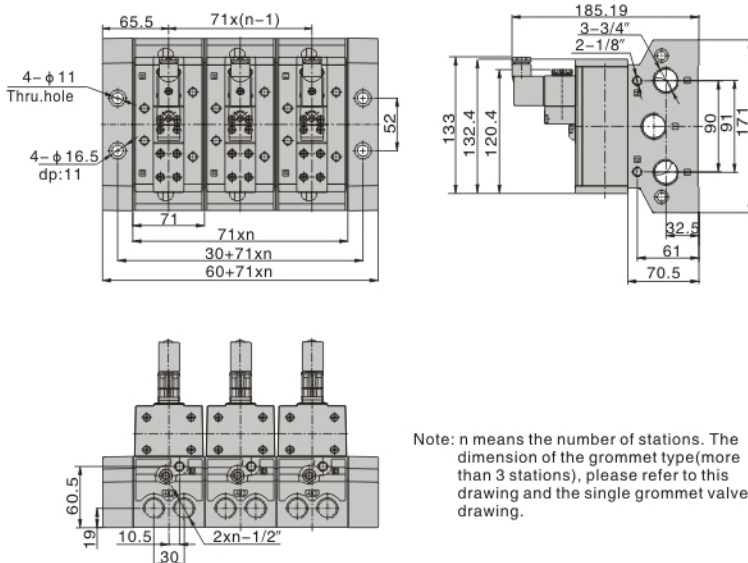 65.5
71x(n-1)
4-ϕ11
Thru.hole
4-ϕ16.5
dp:11
52
71
71xn
30+71xn
60+71xn
185.19
3-3/4"
2-1/8"
133
132.4
120.4
90
91
171
32.5
61
70.5
60.5
19
10.5
30
2xn-1/2"
Note: n means the number of stations. The
dimension of the grommet type(more
than 3 stations), please refer to this
drawing and the single grommet valve
drawing.